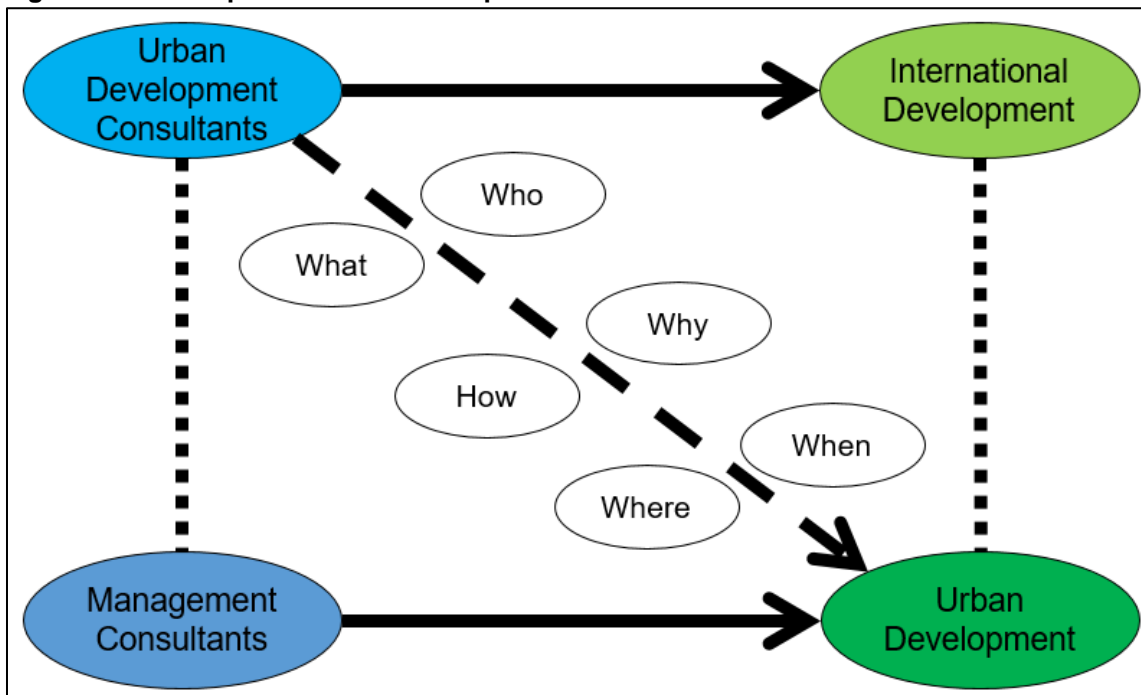 Urban
Development
Consultants
International
Development
Who
What
Why
How
When
Where
Management
Consultants
Urban
Development